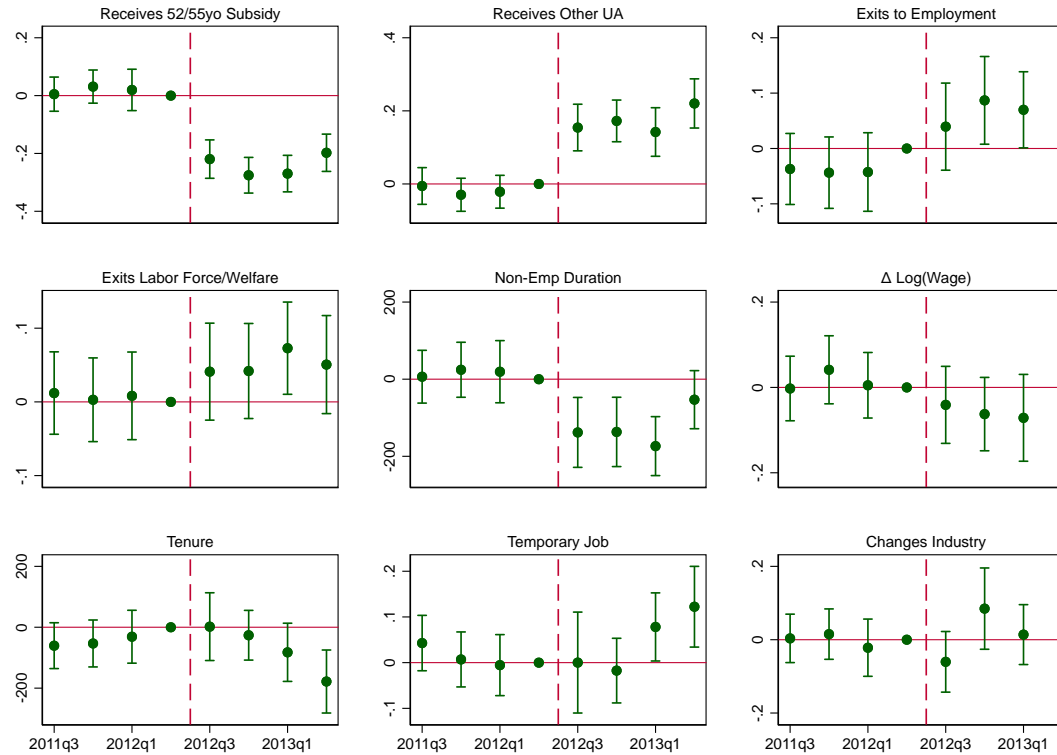 Receives 52/55yo Subsidy
.2
0
-.2
-.4
Receives Other UA
.4
.2
0
Exits to Employment
.2
.1
0
-.1
Exits Labor Force/Welfare
.1
0
-.1
Non-Emp Duration
200
0
-200
Δ Log(Wage)
.2
0
-.2
Tenure
200
0
-200
2011q3 2012q1 2012q3 2013q1
Temporary Job
.2
.1
0
-.1
2011q3 2012q1 2012q3 2013q1
Changes Industry
.2
0
-.2
2011q3 2012q1 2012q3 2013q1